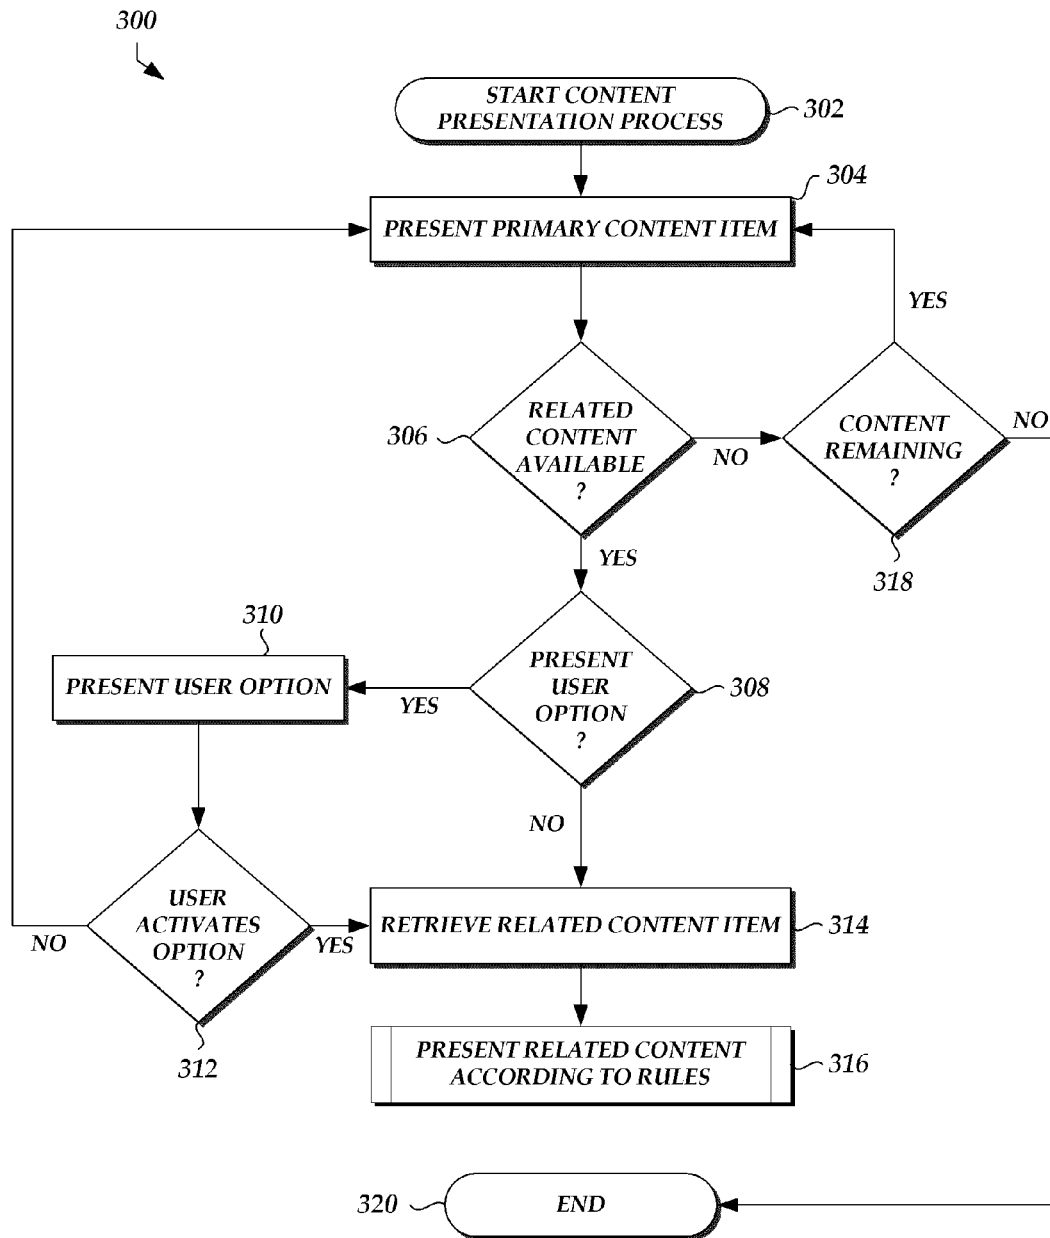 300
START CONTENT
PRESENTATION PROCESS
302
304
PRESENT PRIMARY CONTENT ITEM
YES
306
RELATED
CONTENT
AVAILABLE
?
NO
CONTENT
REMAINING
?
NO
318
YES
310
PRESENT USER OPTION
YES
PRESENT
USER
OPTION
?
308
NO
USER
ACTIVATES
OPTION
?
NO
YES
312
RETRIEVE RELATED CONTENT ITEM
314
PRESENT RELATED CONTENT
ACCORDING TO RULES
316
320
END